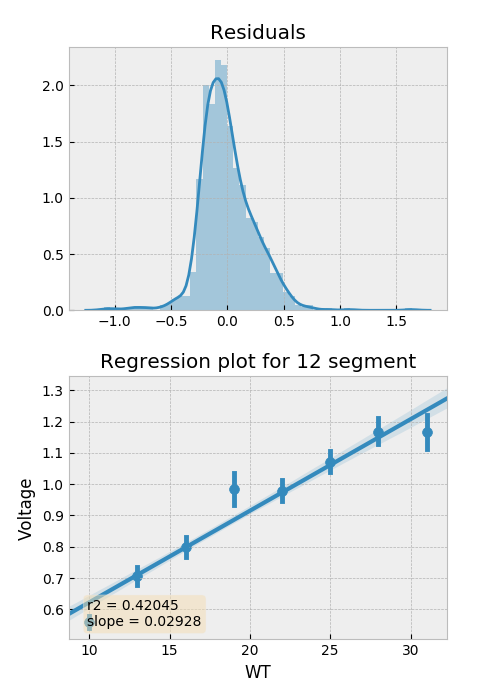 Residuals
2.0
1.5
1.0
0.5
0.0
−1.0 −0.5 0.0 0.5 1.0 1.5
Regression plot for 12 segment
1.3
1.2
1.1
1.0
0.9
0.8
0.7
0.6
Voltage
r2 = 0.42045
slope = 0.02928
10 15 20 25 30
WT